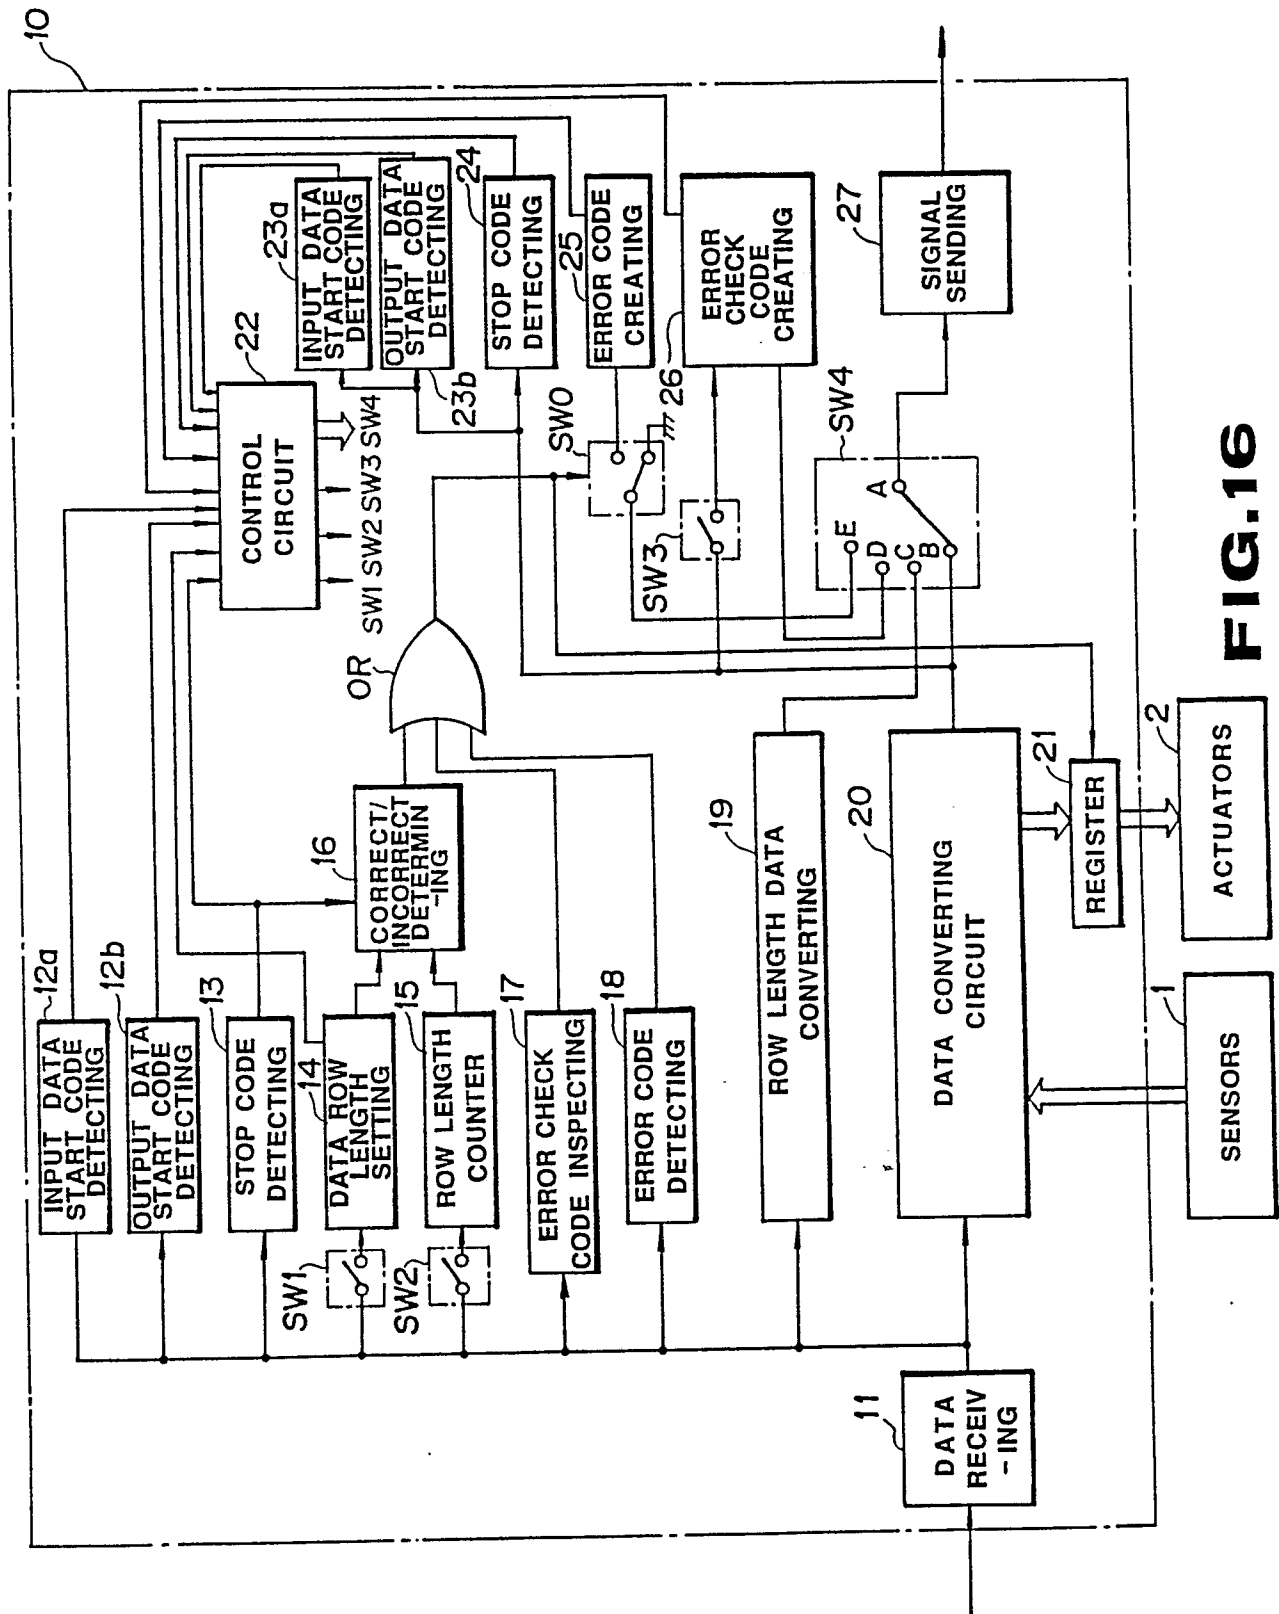 10
INPUT DATA
START CODE
DETECTING
12a
OUTPUT DATA
START CODE
DETECTING
12b
STOP CODE
DETECTING
13
DATA ROW
LENGTH
SETTING
14
SW1
ROW LENGTH
COUNTER
15
SW2
ERROR CHECK
CODE INSPECTING
17
ERROR CODE
DETECTING
18
CORRECT/
INCORRECT
DETERMIN
-ING
16
OR
CONTROL
CIRCUIT
22
SW1 SW2 SW3 SW4
INPUT DATA
START CODE
DETECTING
23a
OUTPUT DATA
START CODE
DETECTING
23b
STOP CODE
DETECTING
24
ERROR CODE
CREATING
25
SW0
ERROR
CHECK
CODE
CREATING
26
SW3
SW4
A
E
D
C
B
SIGNAL
SENDING
27
ROW LENGTH DATA
CONVERTING
19
DATA CONVERTING
CIRCUIT
20
DATA
RECEIV
-ING
11
REGISTER
21
SENSORS
1
ACTUATORS
2
FIG.16